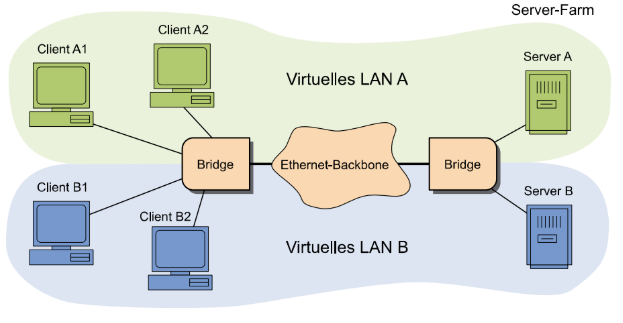 Server-Farm
Client A1
Client A2
Server A
Virtuelles LAN A
Bridge
Ethernet-Backbone
Bridge
Client B1
Client B2
Server B
Virtuelles LAN B